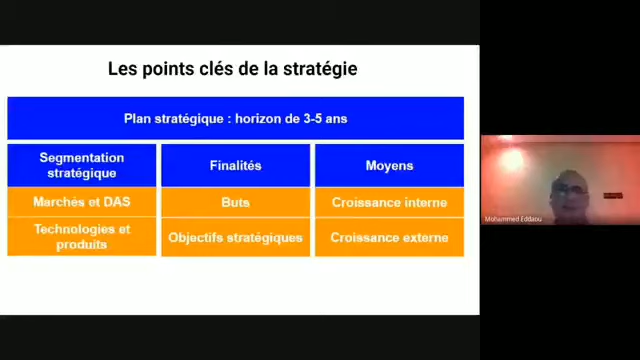 Les points clés de la stratégie
Plan stratégique : horizon de 3-5 ans
Segmentation
stratégique
Finalités
Moyens
Marchés et DAS
Buts
Croissance interne
Technologies et
produits
Objectifs stratégiques
Croissance externe
Mohammed Eddaou